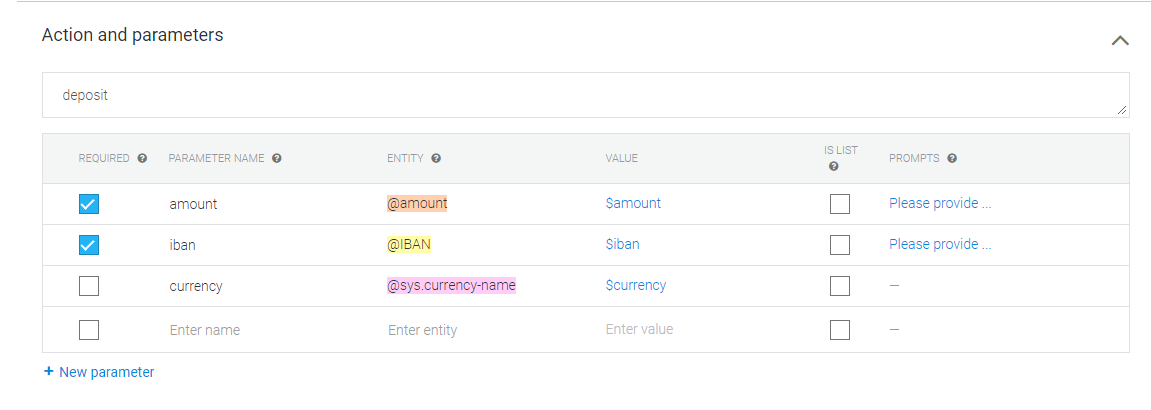 Action and parameters
deposit
REQUIRED PARAMETER NAME ENTITY VALUE IS LIST PROMPTS
amount @amount $amount Please provide ...
iban @IBAN $iban Please provide ...
currency @sys.currency-name $currency —
Enter name Enter entity Enter value —
+ New parameter